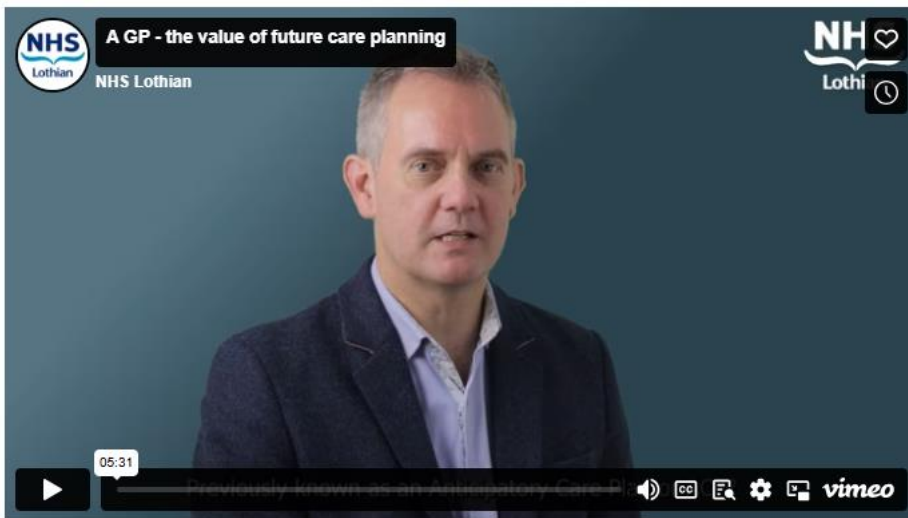 NHS
Lothian
A GP - the value of future care planning
NHS Lothian
NHS
Lothi
05:31
Previously known as an Anticipatory Care Pla
CC
vimeo